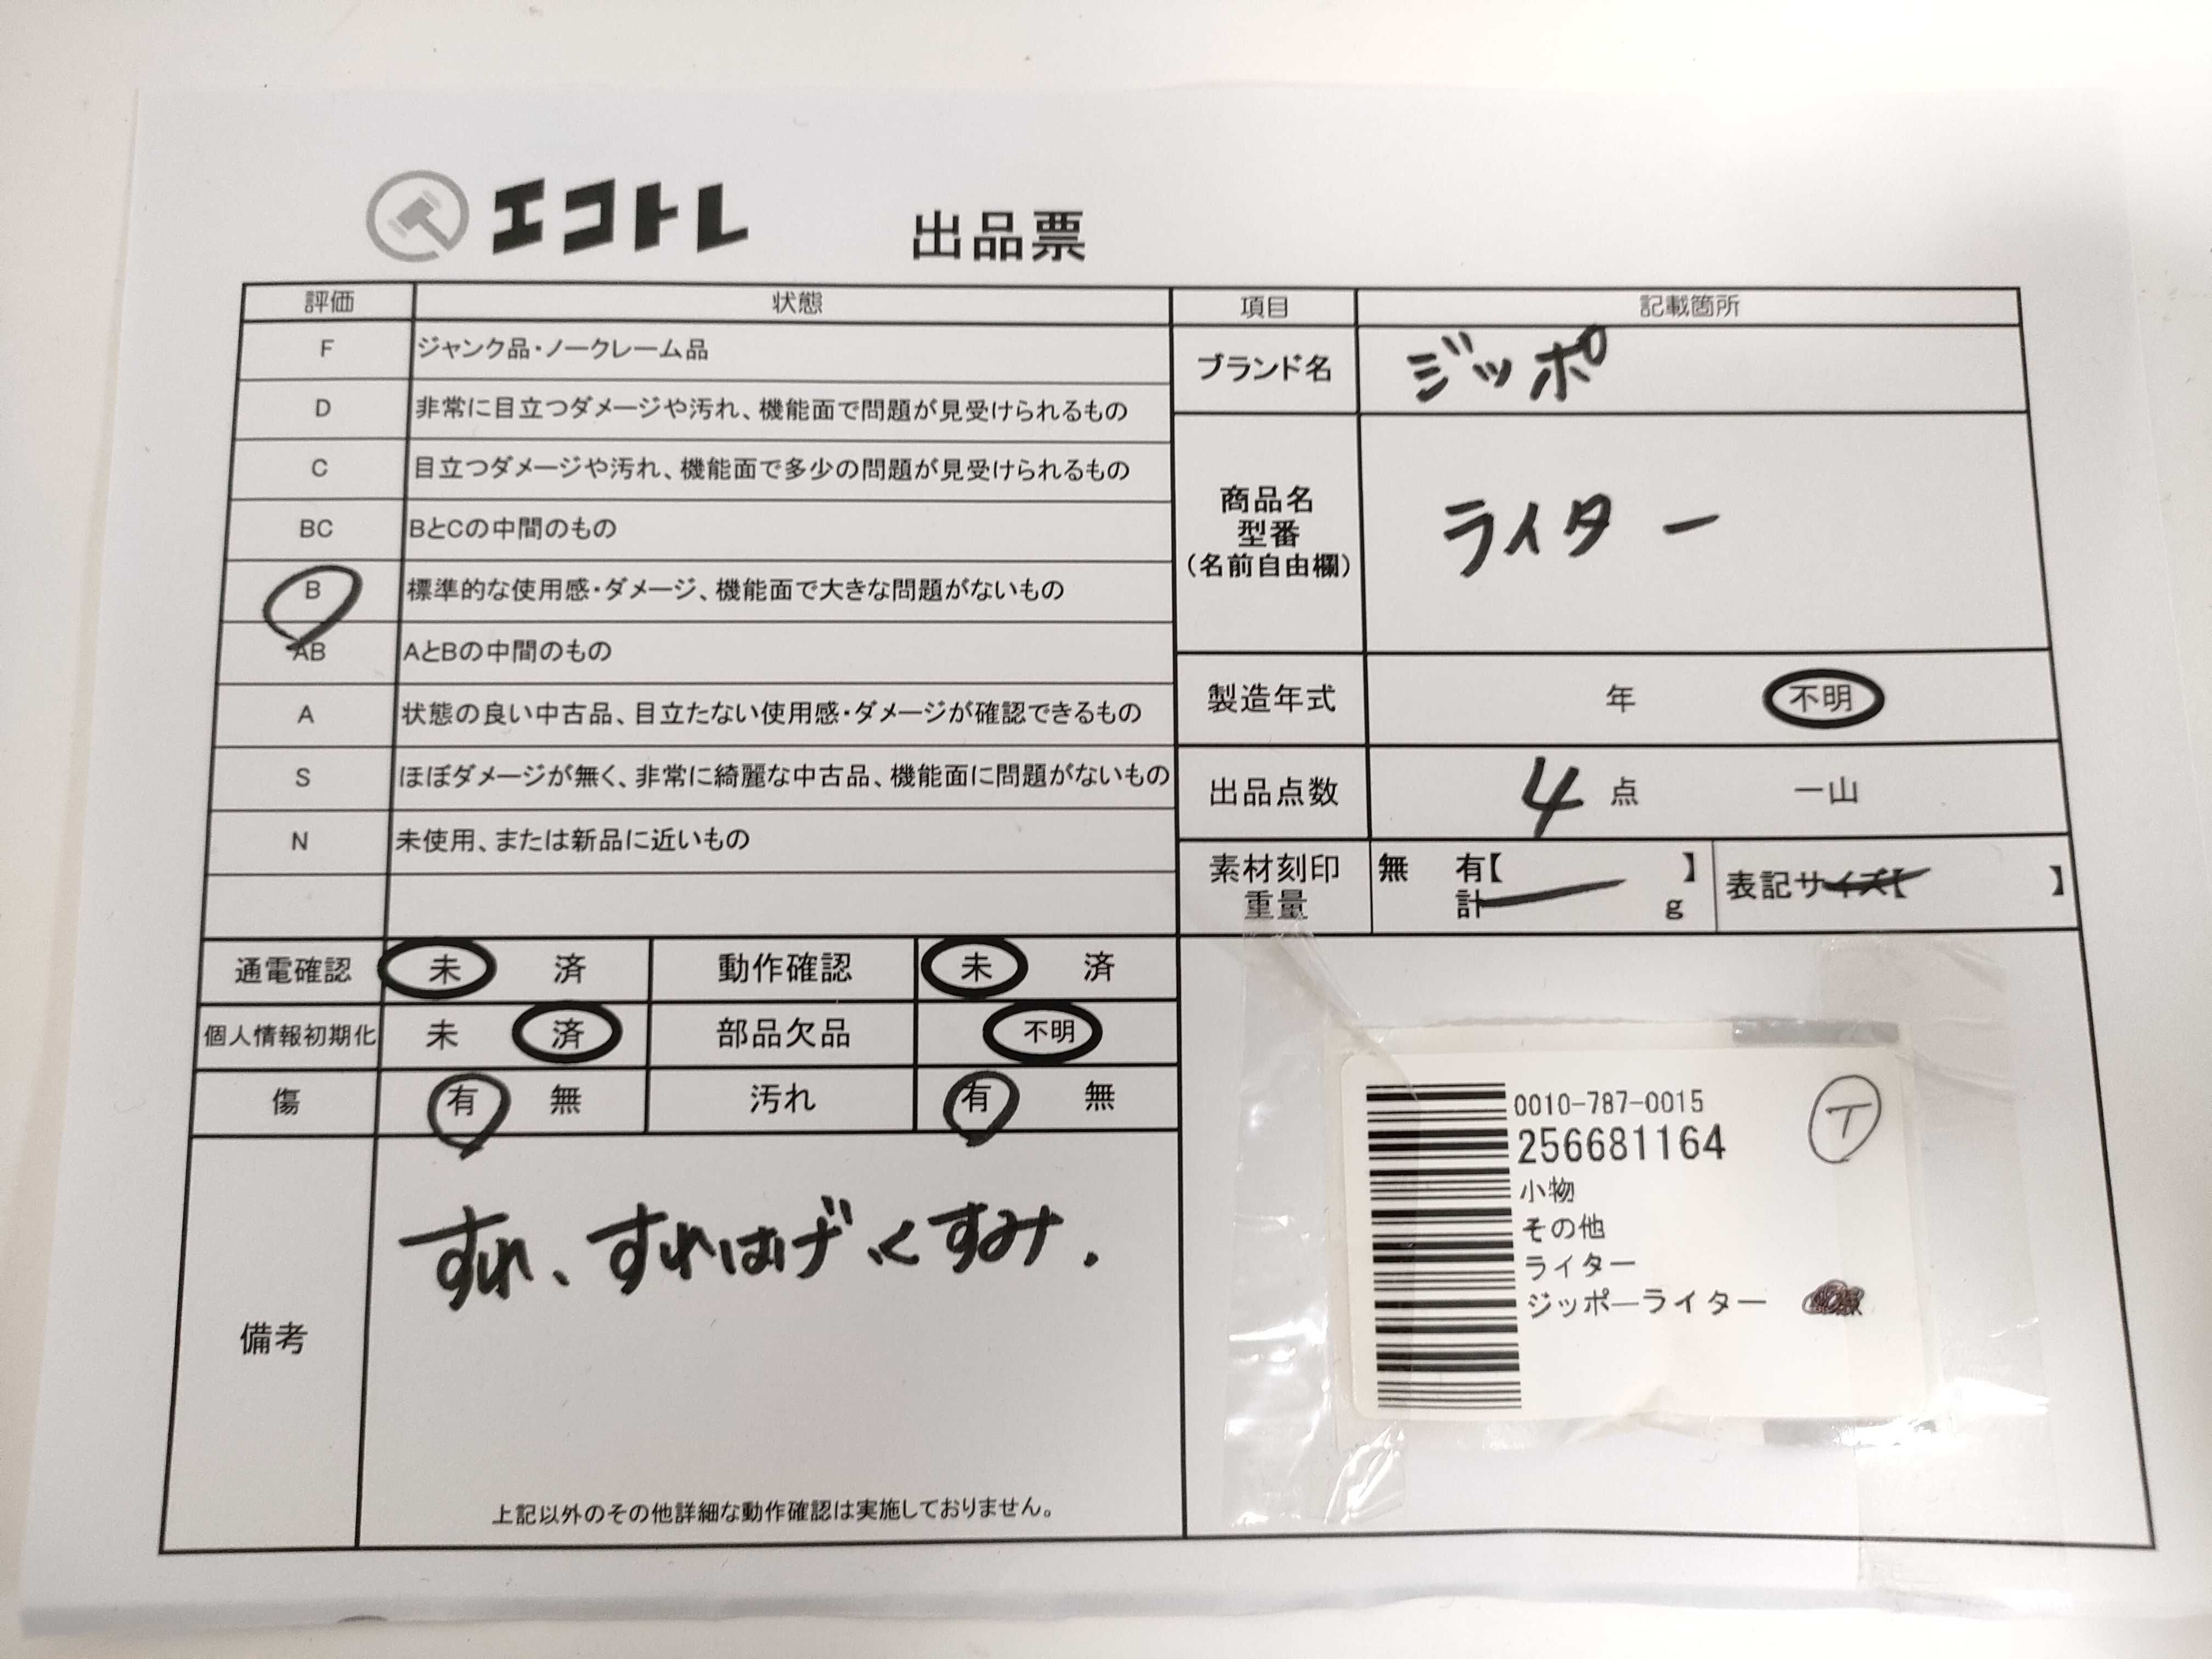 エコトレ 出品票
評価 状態
F ジャンク品・ノークレーム品
D 非常に目立つダメージや汚れ、機能面で問題が見受けられるもの
C 目立つダメージや汚れ、機能面で多少の問題が見受けられるもの
BC BとCの中間のもの
B 標準的な使用感・ダメージ、機能面で大きな問題がないもの
AB AとBの中間のもの
A 状態の良い中古品、目立たない使用感・ダメージが確認できるもの
S ほぼダメージが無く、非常に綺麗な中古品、機能面に問題がないもの
N 未使用、または新品に近いもの
項目 記載箇所
ブランド名 ジッポ
商品名
型番
(名前自由欄)
ライター
製造年式 年 不明
出品点数 4 点 一山
素材刻印 無 有【 】
重量 計 g
表記サイズ【 】
通電確認 未 済 動作確認 未 済
個人情報初期化 未 済 部品欠品 不明
傷 有 無 汚れ 有 無
備考
すれ、すれはげ、くすみ.
上記以外のその他詳細な動作確認は実施しておりません。
0010-787-0015
256681164
小物
その他
ライター
ジッポーライター
T